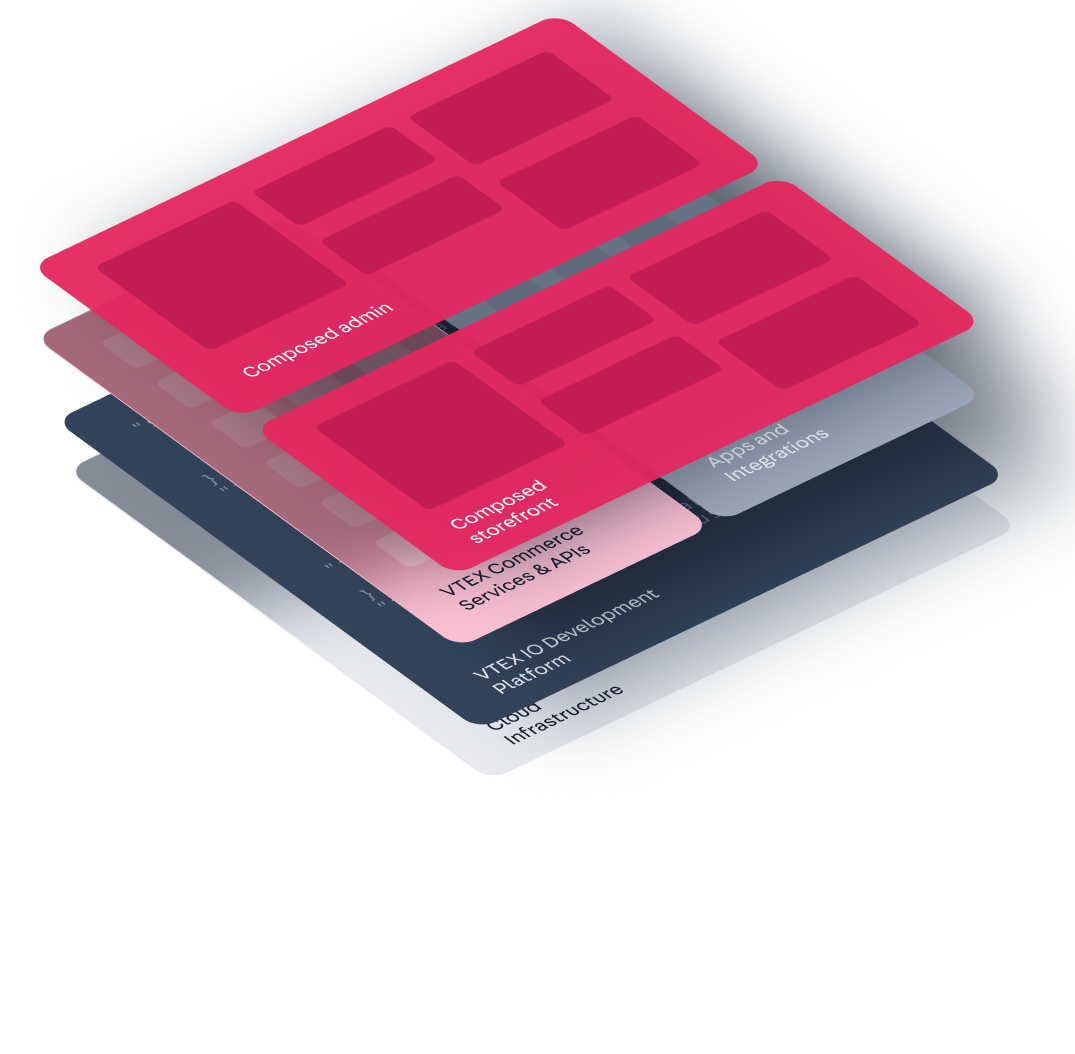 Composed admin
Composed
storefront
Apps and
Integrations
VTEX Commerce
Services & APIs
VTEX IO Development
Platform
Cloud
Infrastructure